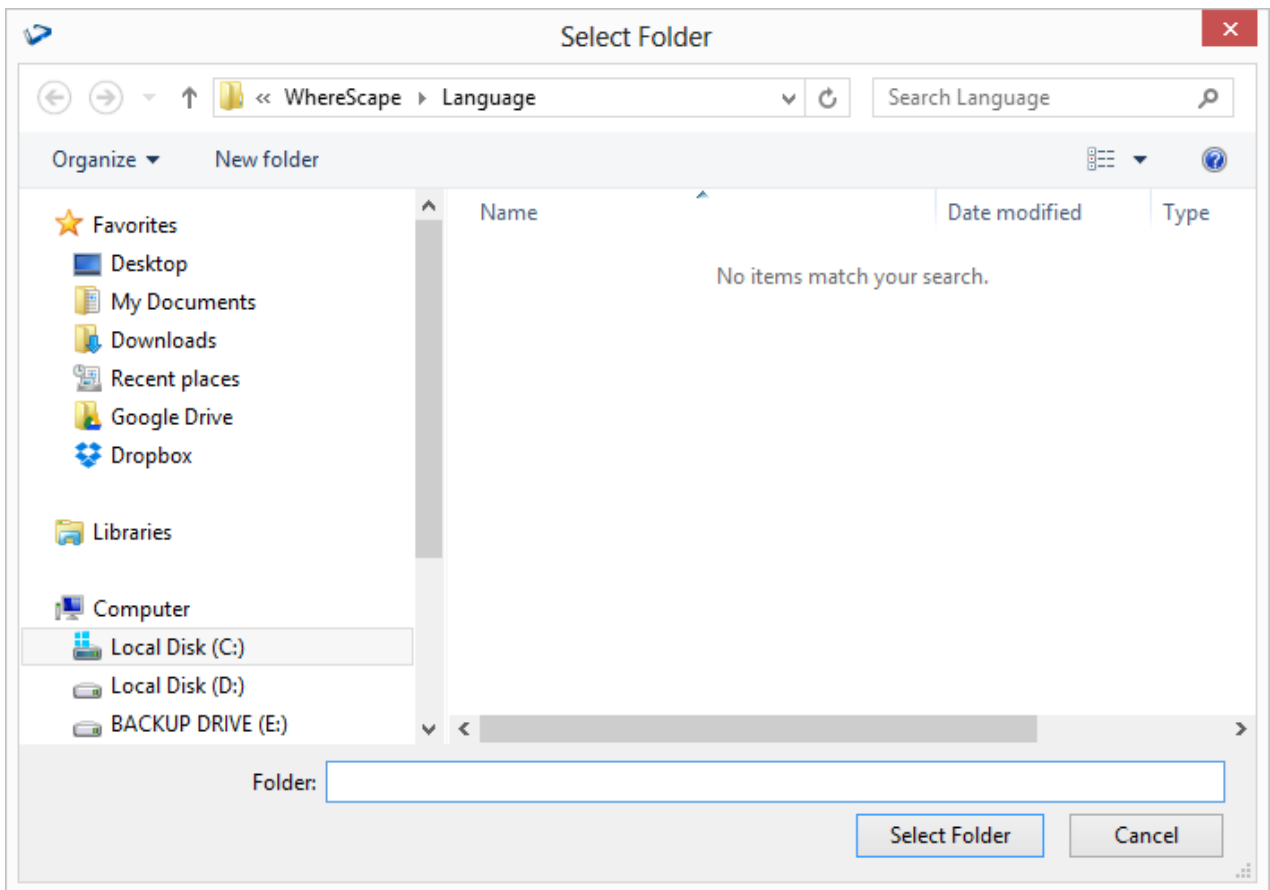 Select Folder
« WhereScape Language
Search Language
Organize
New folder
Name
Date modified
Type
No items match your search.
Favorites
Desktop
My Documents
Downloads
Recent places
Google Drive
Dropbox
Libraries
Computer
Local Disk (C:)
Local Disk (D:)
BACKUP DRIVE (E:)
Folder:
Select Folder
Cancel